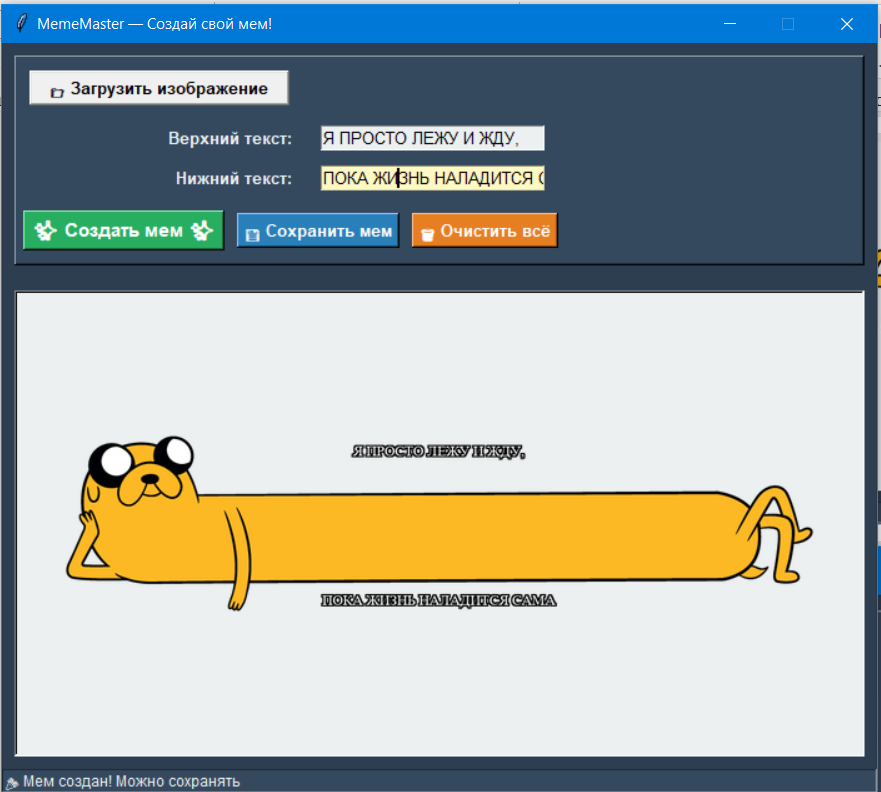 MemeMaster — Создай свой мем!
Загрузить изображение
Верхний текст: Я ПРОСТО ЛЕЖУ И ЖДУ,
Нижний текст: ПОКА ЖИЗНЬ НАЛАДИТСЯ С
Создать мем Сохранить мем Очистить всё
Я ПРОСТО ЛЕЖУ И ЖДУ,
ПОКА ЖИЗНЬ НАЛАДИТСЯ САМА
Мем создан! Можно сохранять